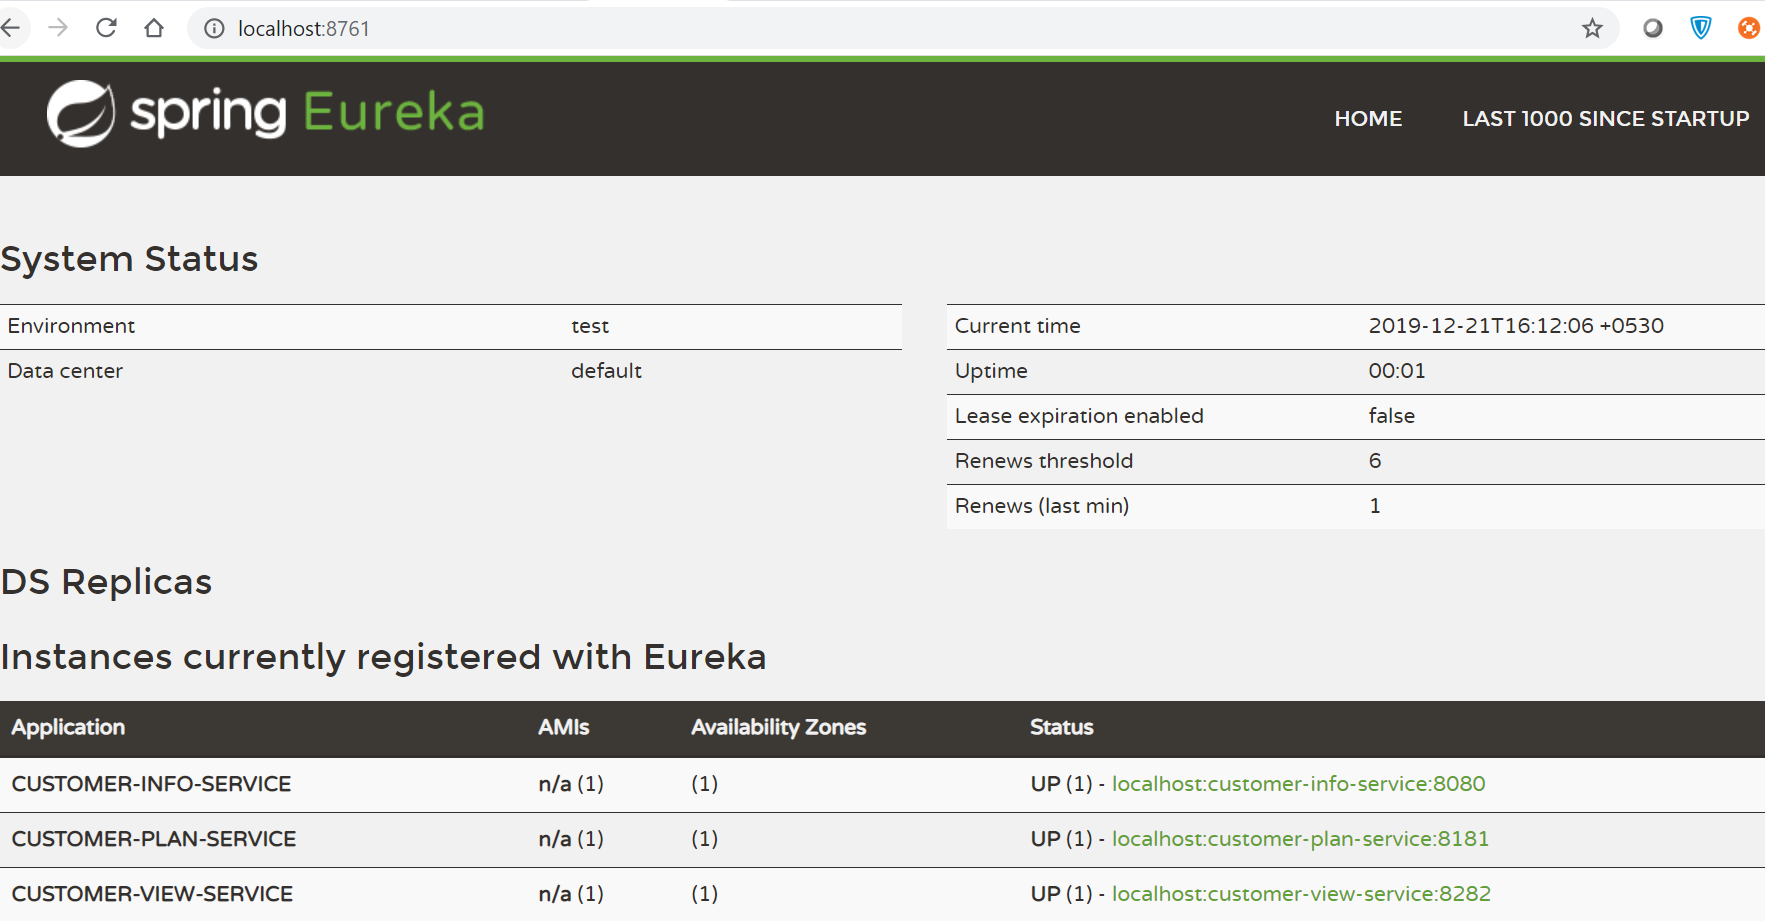 localhost:8761
spring Eureka
HOME LAST 1000 SINCE STARTUP
System Status
Environment test
Data center default
Current time 2019-12-21T16:12:06 +0530
Uptime 00:01
Lease expiration enabled false
Renews threshold 6
Renews (last min) 1
DS Replicas
Instances currently registered with Eureka
Application AMIs Availability Zones Status
CUSTOMER-INFO-SERVICE n/a (1) (1) UP (1) - localhost:customer-info-service:8080
CUSTOMER-PLAN-SERVICE n/a (1) (1) UP (1) - localhost:customer-plan-service:8181
CUSTOMER-VIEW-SERVICE n/a (1) (1) UP (1) - localhost:customer-view-service:8282